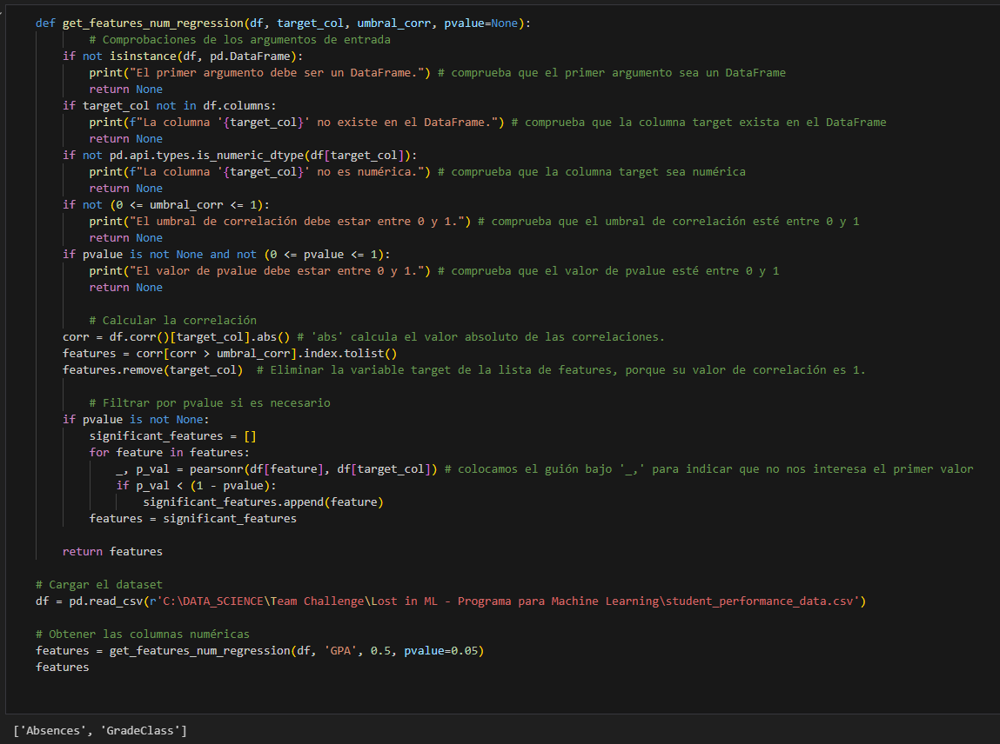 def get_features_num_regression(df, target_col, umbral_corr, pvalue=None):
# Comprobaciones de los argumentos de entrada
if not isinstance(df, pd.DataFrame):
print("El primer argumento debe ser un DataFrame.") # comprueba que el primer argumento sea un DataFrame
return None
if target_col not in df.columns:
print(f"La columna '{target_col}' no existe en el DataFrame.") # comprueba que la columna target exista en el DataFrame
return None
if not pd.api.types.is_numeric_dtype(df[target_col]):
print(f"La columna '{target_col}' no es numérica.") # comprueba que la columna target sea numérica
return None
if not (0 <= umbral_corr <= 1):
print("El umbral de correlación debe estar entre 0 y 1.") # comprueba que el umbral de correlación esté entre 0 y 1
return None
if pvalue is not None and not (0 <= pvalue <= 1):
print("El valor de pvalue debe estar entre 0 y 1.") # comprueba que el valor de pvalue esté entre 0 y 1
return None
# Calcular la correlación
corr = df.corr()[target_col].abs() # 'abs' calcula el valor absoluto de las correlaciones.
features = corr[corr > umbral_corr].index.tolist()
features.remove(target_col)  # Eliminar la variable target de la lista de features, porque su valor de correlación es 1.
# Filtrar por pvalue si es necesario
if pvalue is not None:
significant_features = []
for feature in features:
_, p_val = pearsonr(df[feature], df[target_col]) # colocamos el guión bajo '_,' para indicar que no nos interesa el primer valor
if p_val < (1 - pvalue):
significant_features.append(feature)
features = significant_features
return features
# Cargar el dataset
df = pd.read_csv(r'C:\DATA_SCIENCE\Team Challenge\Lost in ML - Programa para Machine Learning\student_performance_data.csv')
# Obtener las columnas numéricas
features = get_features_num_regression(df, 'GPA', 0.5, pvalue=0.05)
features
['Absences', 'GradeClass']